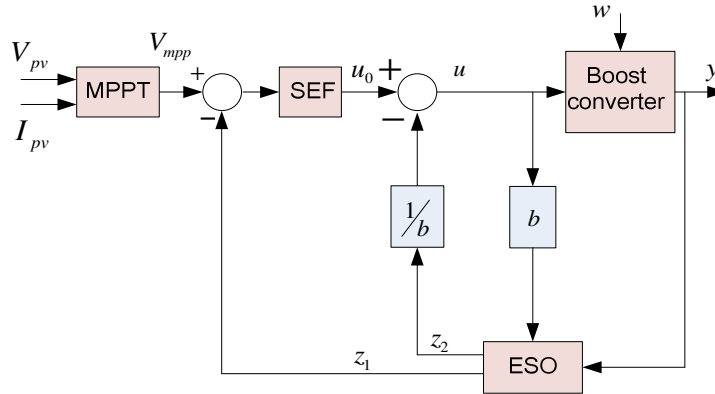 w
V_pv
I_pv
MPPT
V_mpp
+
−
SEF
u_0
+
−
u
Boost
converter
y
1/b
b
z_2
z_1
ESO